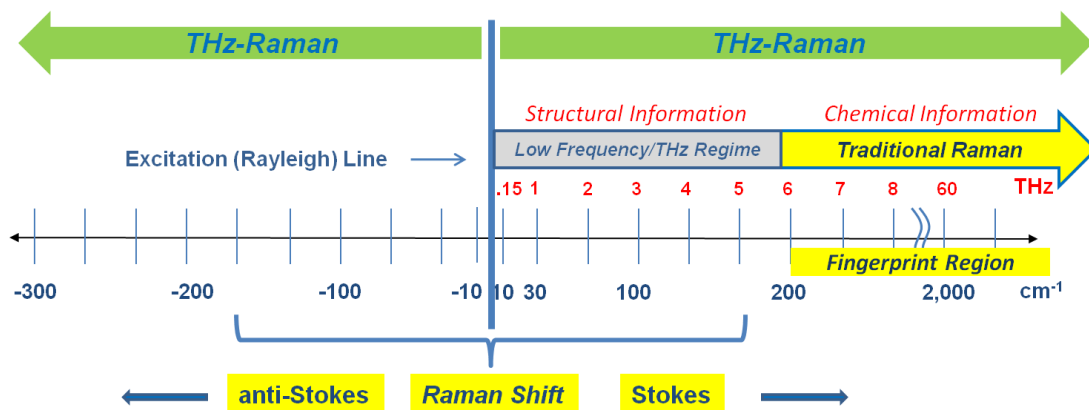 THz-Raman THz-Raman
Structural Information Chemical Information
Excitation (Rayleigh) Line Low Frequency/THz Regime Traditional Raman
.15 1 2 3 4 5 6 7 8 60 THz
Fingerprint Region
-300 -200 -100 -10 10 30 100 200 2,000 cm-1
anti-Stokes Raman Shift Stokes